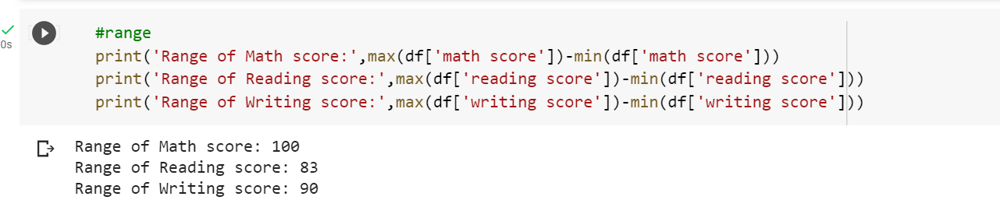 #range
0s
print('Range of Math score:',max(df['math score'])-min(df['math score']))
print('Range of Reading score:',max(df['reading score'])-min(df['reading score']))
print('Range of Writing score:',max(df['writing score'])-min(df['writing score']))
Range of Math score: 100
Range of Reading score: 83
Range of Writing score: 90